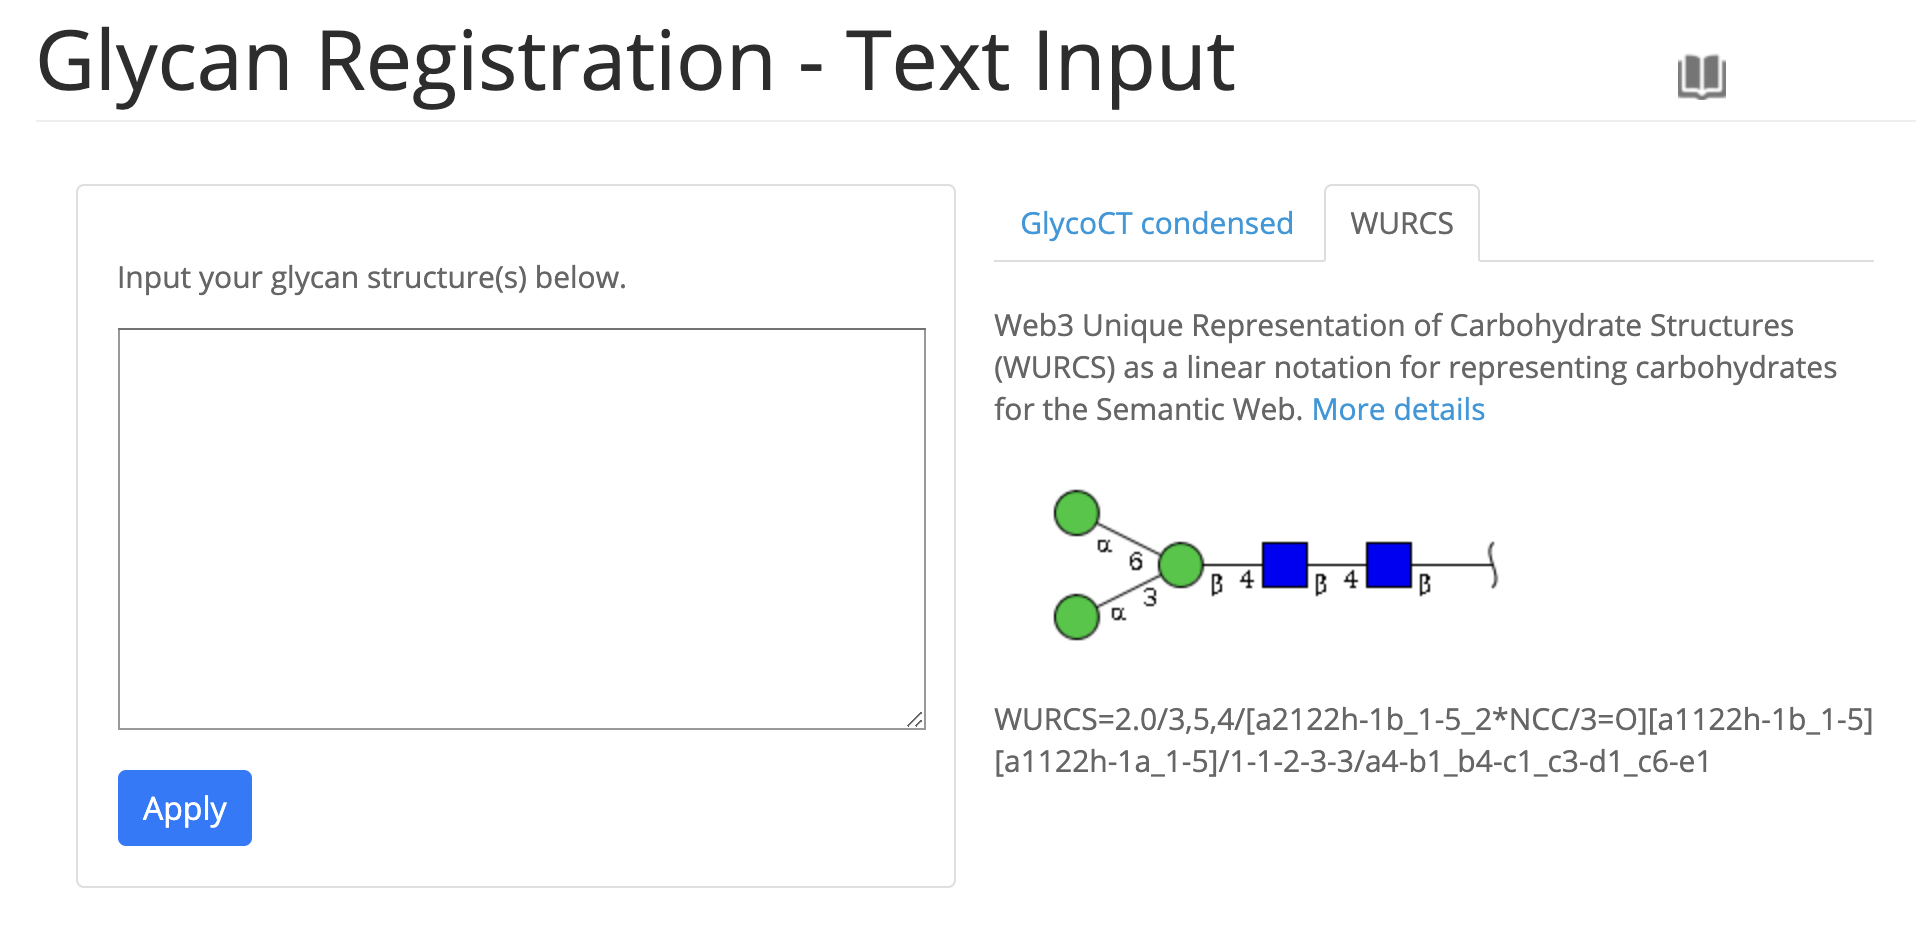 Glycan Registration - Text Input
Input your glycan structure(s) below.
Apply
GlycoCT condensed
WURCS
Web3 Unique Representation of Carbohydrate Structures
(WURCS) as a linear notation for representing carbohydrates
for the Semantic Web. More details
α
6
α
3
β 4
β 4
β
WURCS=2.0/3,5,4/[a2122h-1b_1-5_2*NCC/3=O][a1122h-1b_1-5]
[a1122h-1a_1-5]/1-1-2-3-3/a4-b1_b4-c1_c3-d1_c6-e1